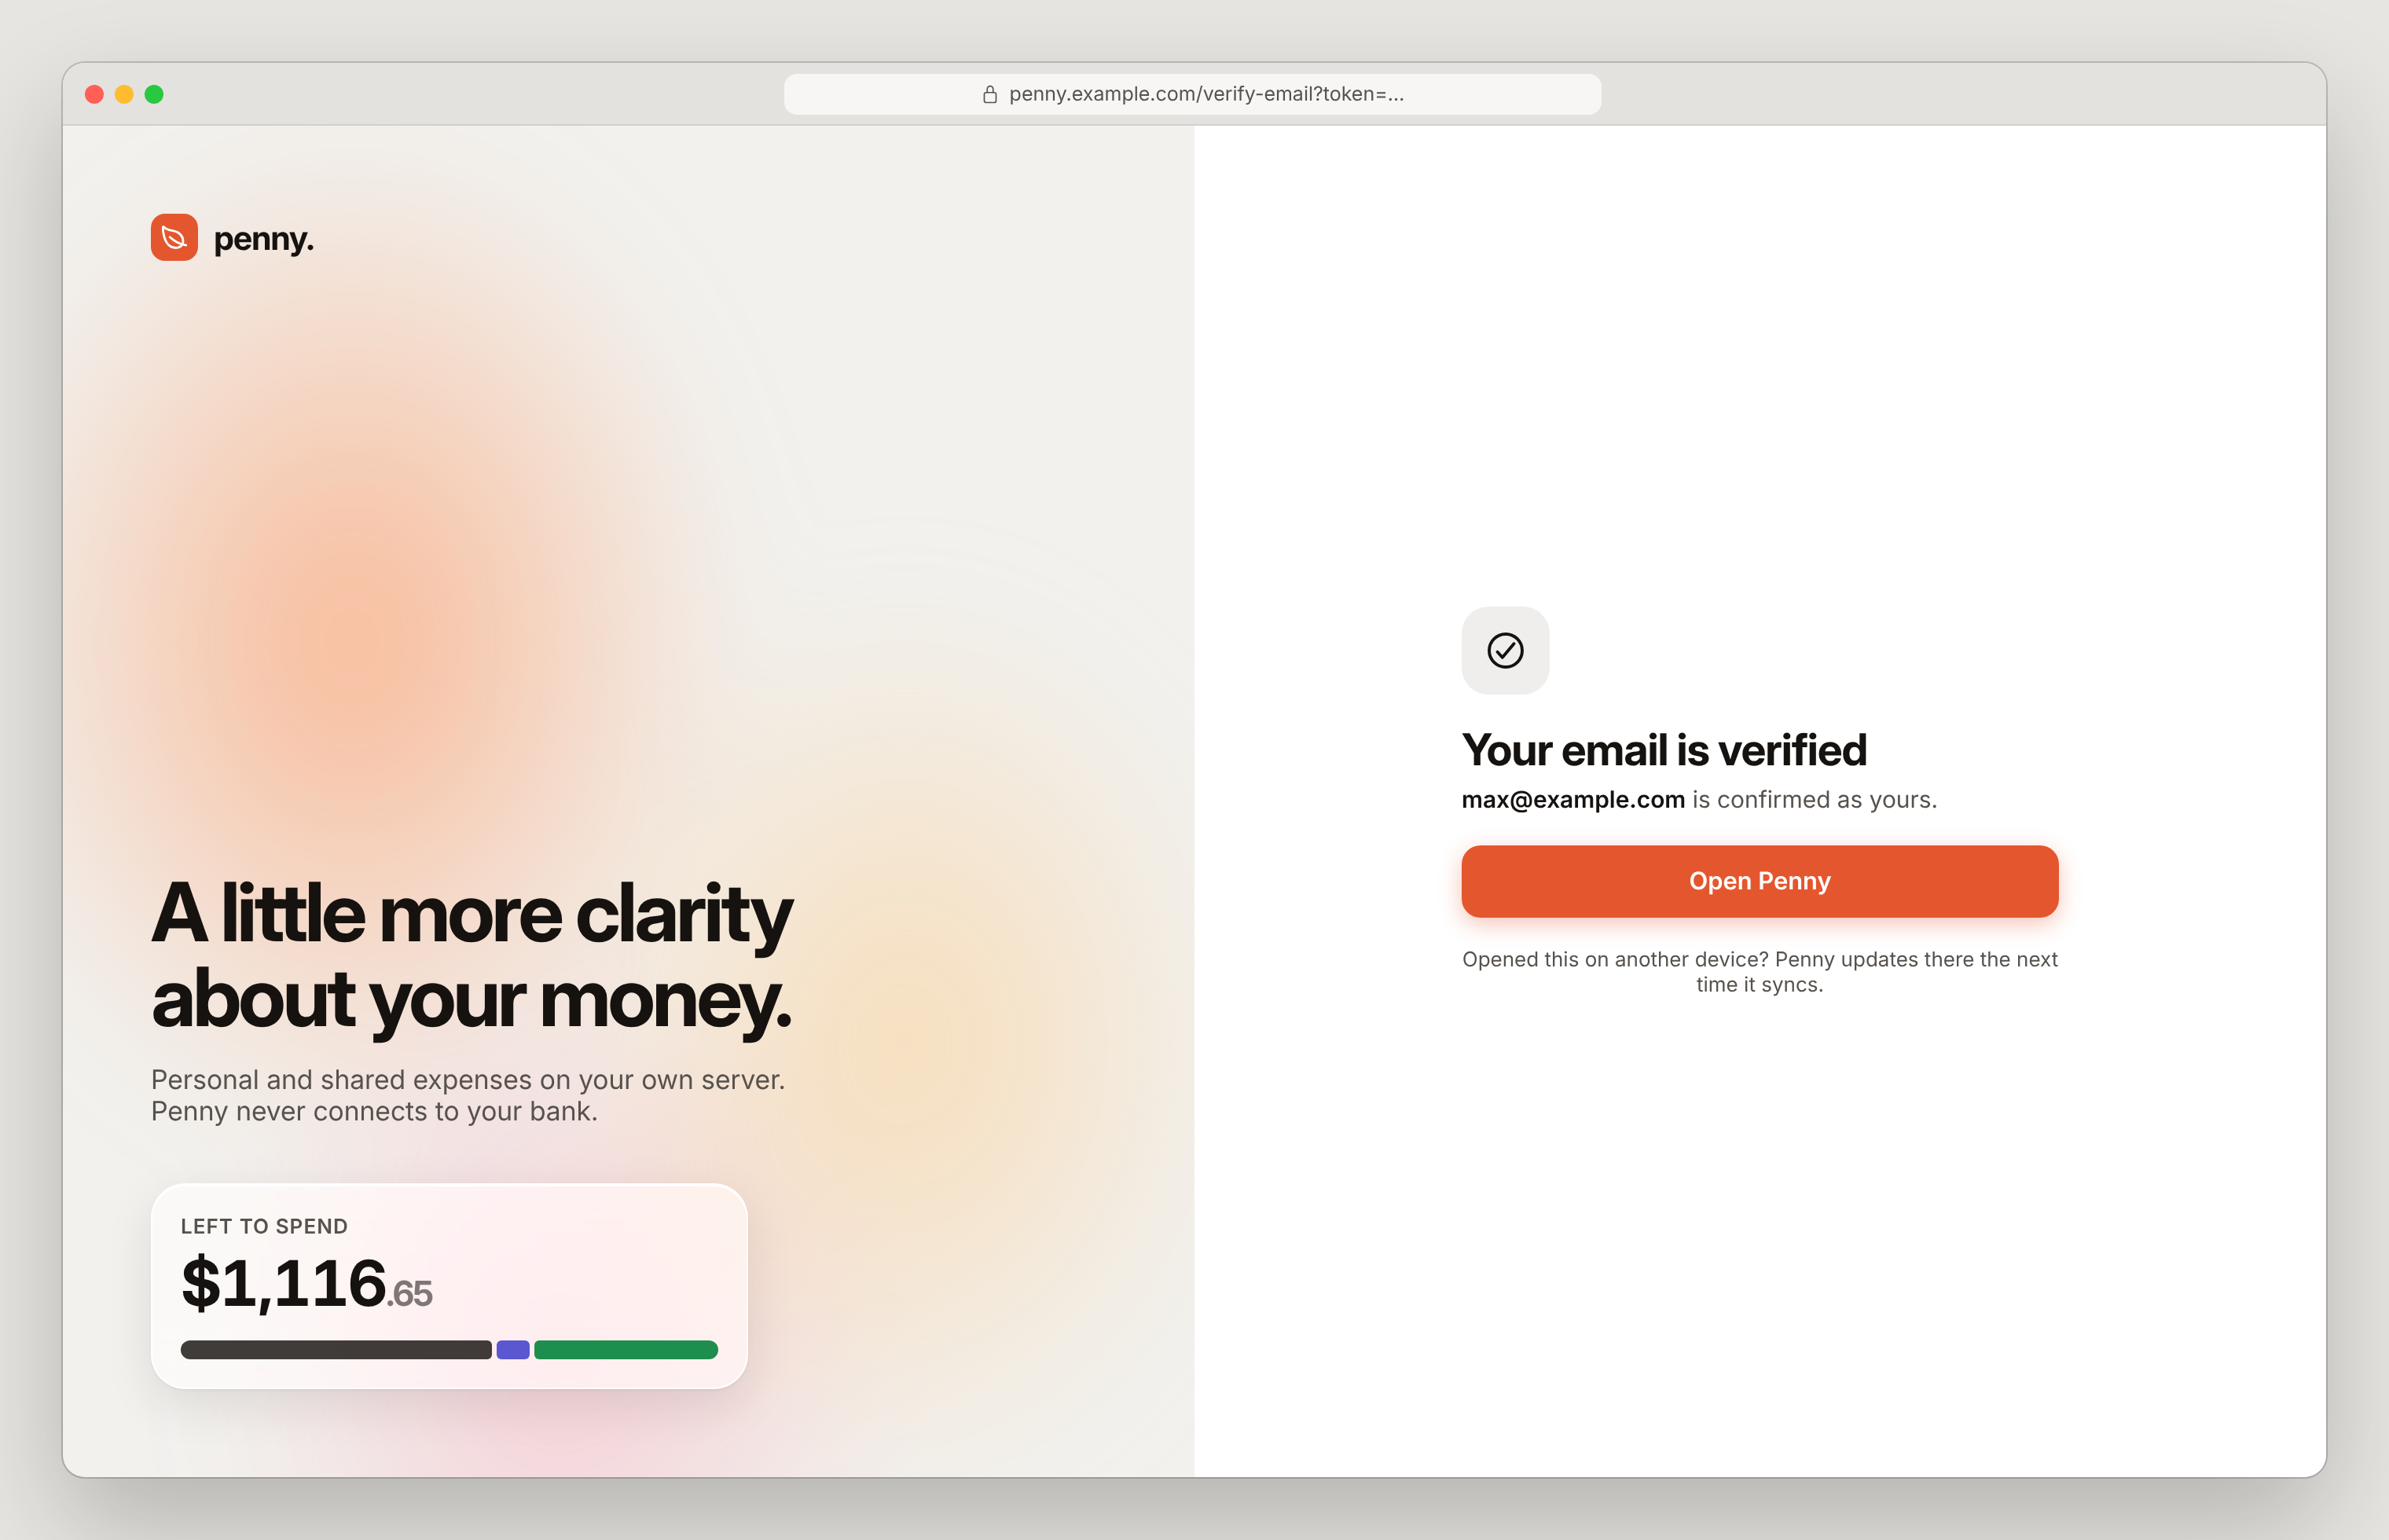 penny.example.com/verify-email?token=...
penny.
A little more clarity
about your money.
Personal and shared expenses on your own server.
Penny never connects to your bank.
LEFT TO SPEND
$1,116.65
Your email is verified
max@example.com is confirmed as yours.
Open Penny
Opened this on another device? Penny updates there the next
time it syncs.